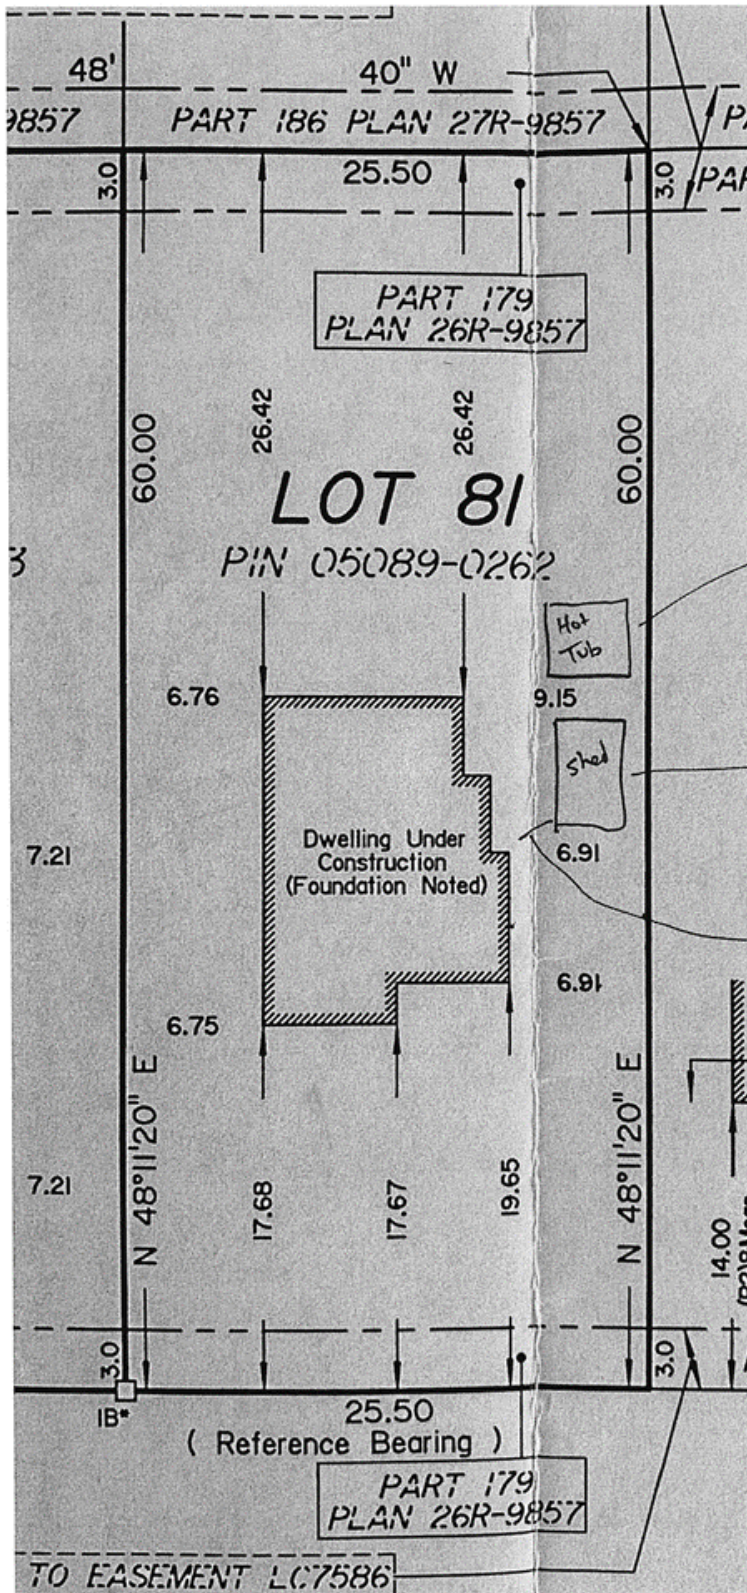 48' 40" W
9857 PART 186 PLAN 27R-9857
3.0 25.50 3.0
PART 179
PLAN 26R-9857
60.00 26.42 26.42 60.00
LOT 81
PIN 05089-0262
Hot
Tub
6.76 9.15
Shed
Dwelling Under
Construction
(Foundation Noted)
7.21 6.91
6.91
6.75
N 48°11'20" E N 48°11'20" E
7.21 17.68 17.67 19.65
14.00
3.0 3.0
IB*
25.50
( Reference Bearing )
PART 179
PLAN 26R-9857
TO EASEMENT LC7586